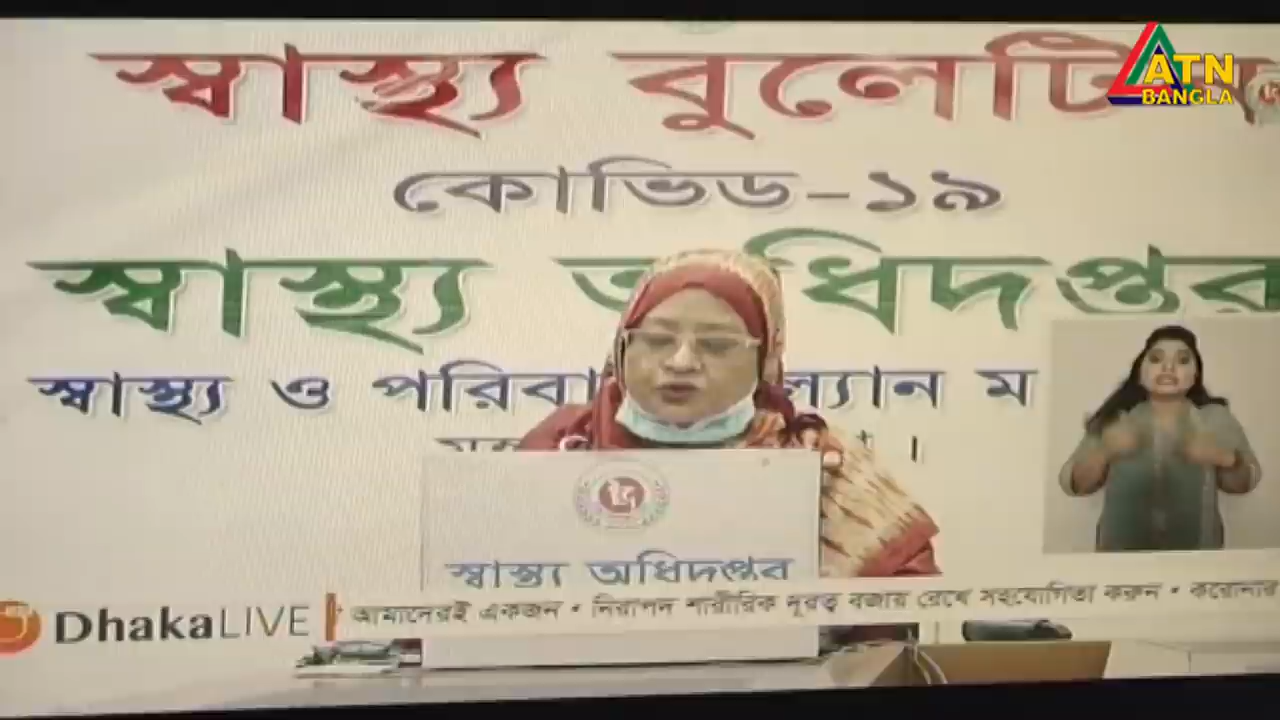 স্বাস্থ্য বুলেটিন
ATN
BANGLA
কোভিড-১৯
স্বাস্থ্য অধিদপ্তর
স্বাস্থ্য ও পরিবা ল্যান ম
স্বাস্থ্য অধিদপ্তর
DhakaLIVE
আমাদেরই একজন • নিরাপদ শারীরিক দূরত্ব বজায় রেখে সহযোগিতা করুন • করোনার